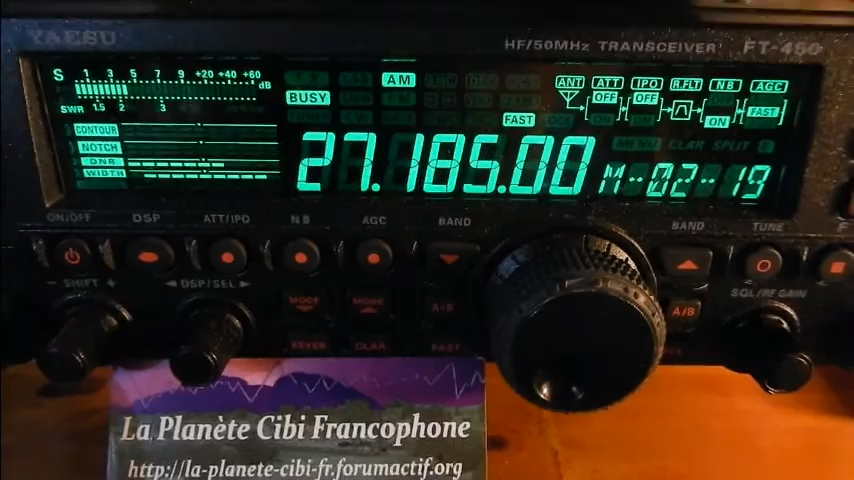 YAESU HF/50MHz TRANSCEIVER FT-450
S 1 3 5 7 9 +20 +40 +60 dB
SWR 1.5 2 3
AM
BUSY
FAST
ANT ATT IPO R.FLT NB AGC
OFF OFF
ON FAST
CONTOUR
NOTCH
DNR
WIDTH
27.185.00 M-02-19
MENU CLAR SPLIT
ON/OFF DSP ATT/IPO NB AGC BAND BAND TUNE
- SHIFT + DSP/SEL SQL/RF GAIN
MODE MODE A▸B A/B
KEYER CLAR FAST
La Planète Cibi Francophone
http://la-planete-cibi-fr.forumactif.org